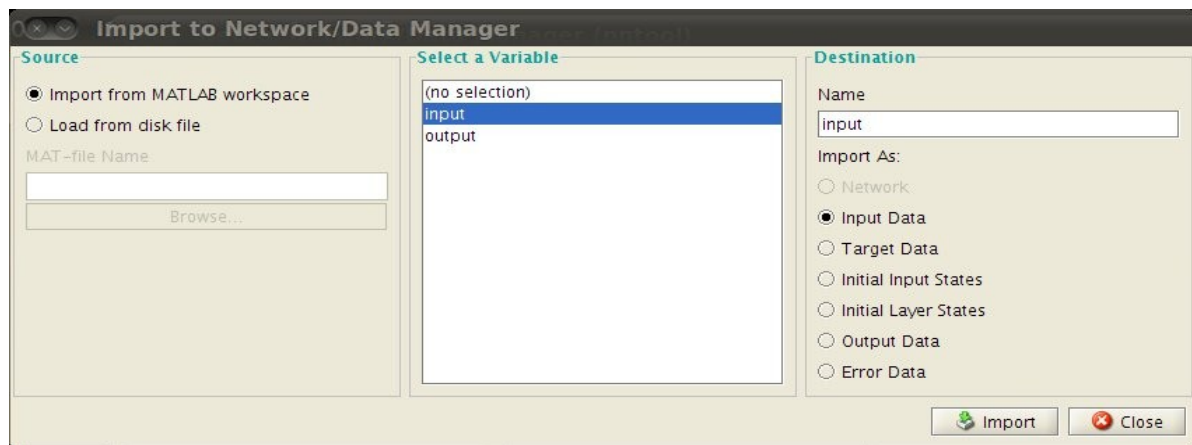 Import to Network/Data Manager
Source
Import from MATLAB workspace
Load from disk file
MAT-file Name
Browse...
Select a Variable
(no selection)
input
output
Destination
Name
input
Import As:
Network
Input Data
Target Data
Initial Input States
Initial Layer States
Output Data
Error Data
Import
Close